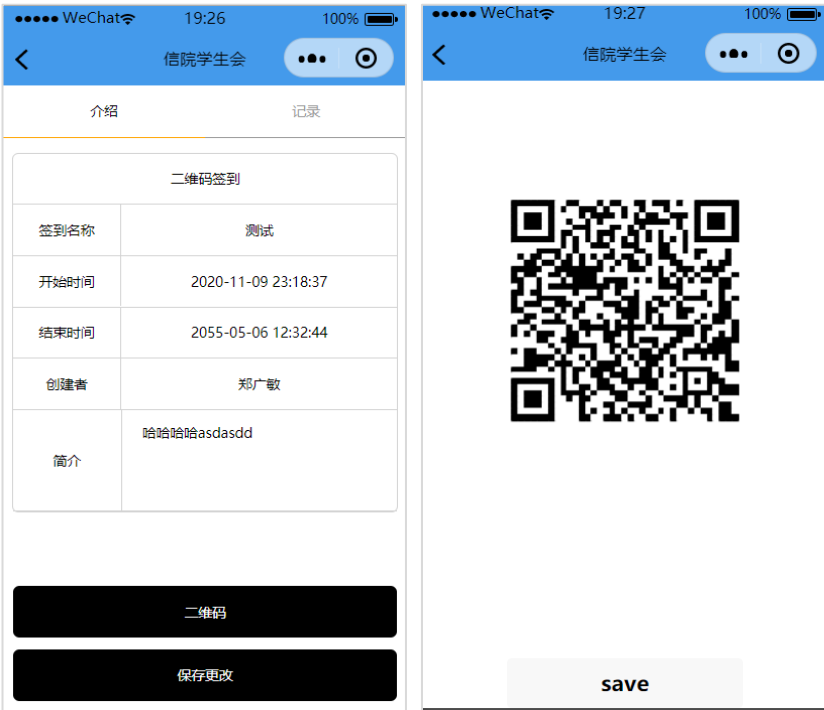 WeChat 19:26 100%
信院学生会
介绍 记录
二维码签到
签到名称 测试
开始时间 2020-11-09 23:18:37
结束时间 2055-05-06 12:32:44
创建者 郑广敏
简介 哈哈哈哈asdasdd
二维码
保存更改
WeChat 19:27 100%
信院学生会
save